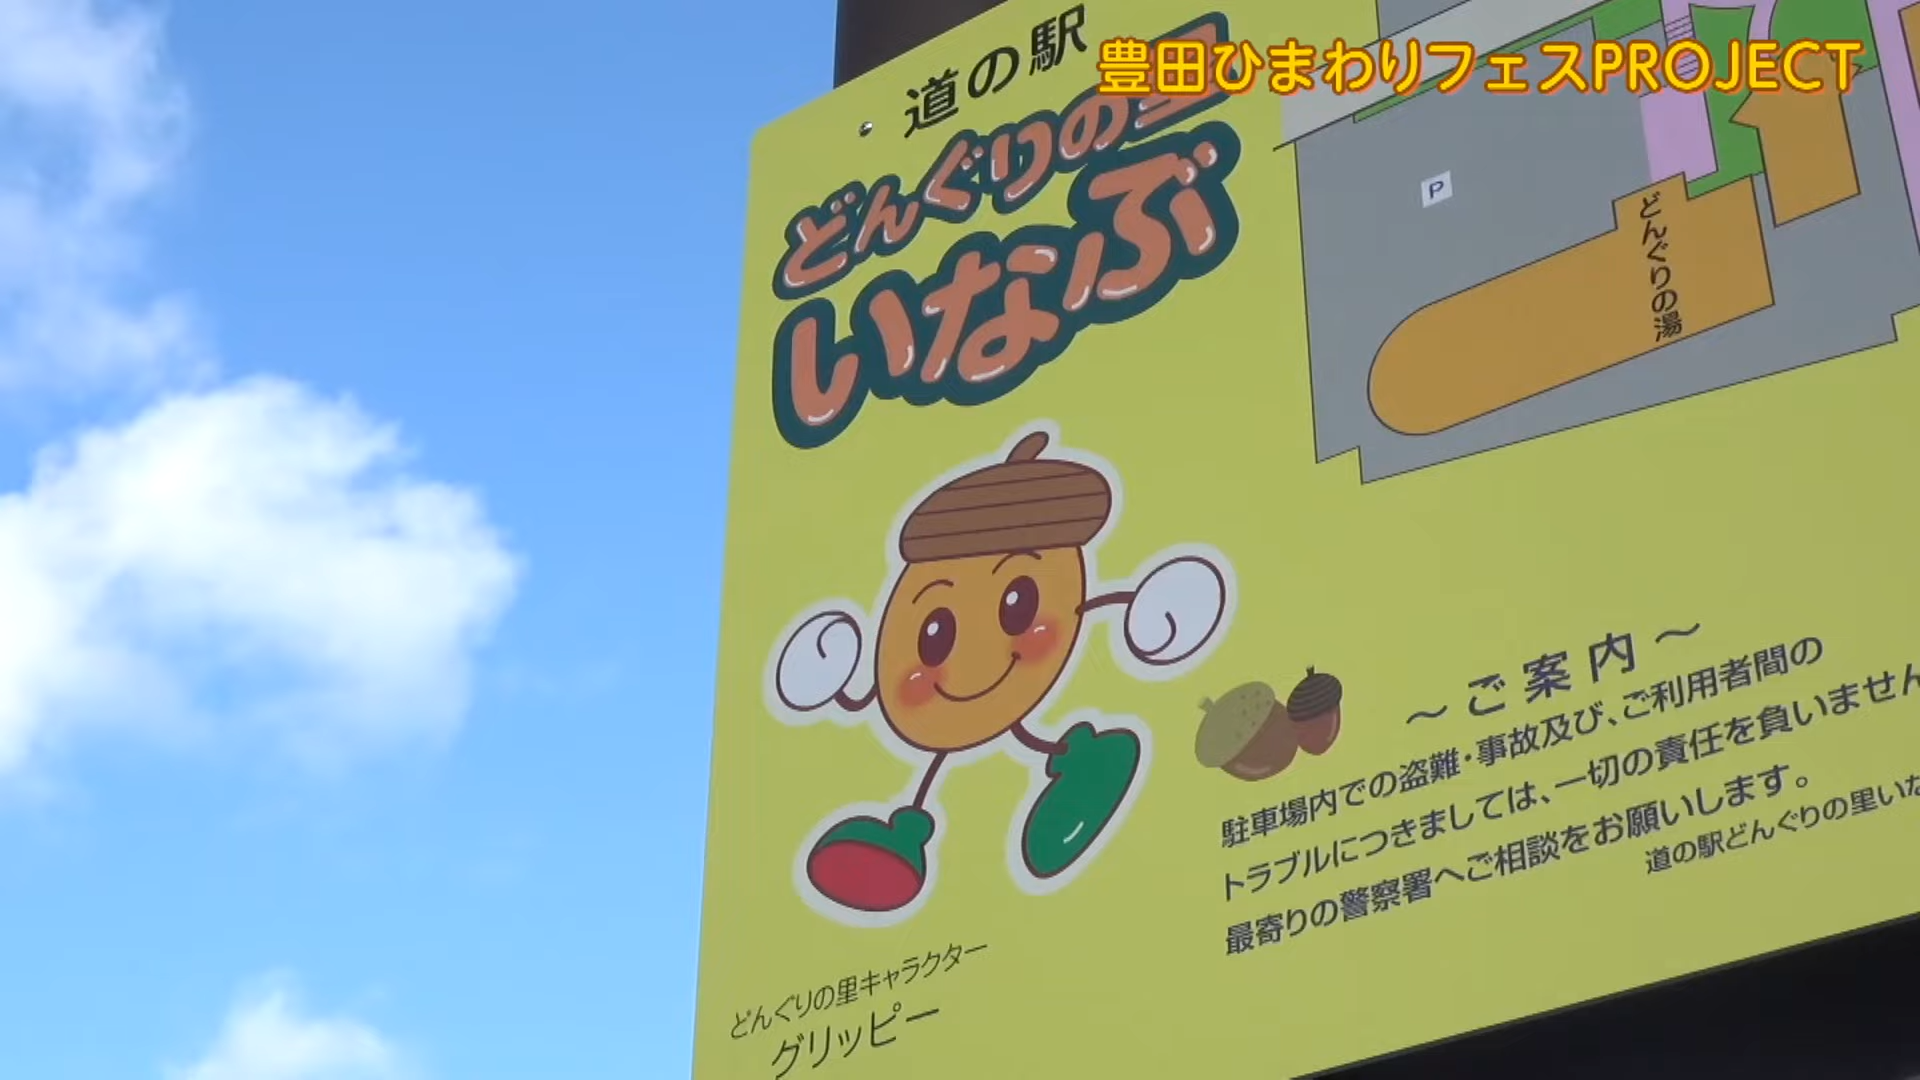 豊田ひまわりフェスPROJECT
道の駅
どんぐりの里
いなぶ
P
どんぐりの湯
～ご案内～
駐車場内での盗難・事故及び、ご利用者間の
トラブルにつきましては、一切の責任を負いません
最寄りの警察署へご相談をお願いします。
道の駅どんぐりの里いな
どんぐりの里キャラクター
グリッピー